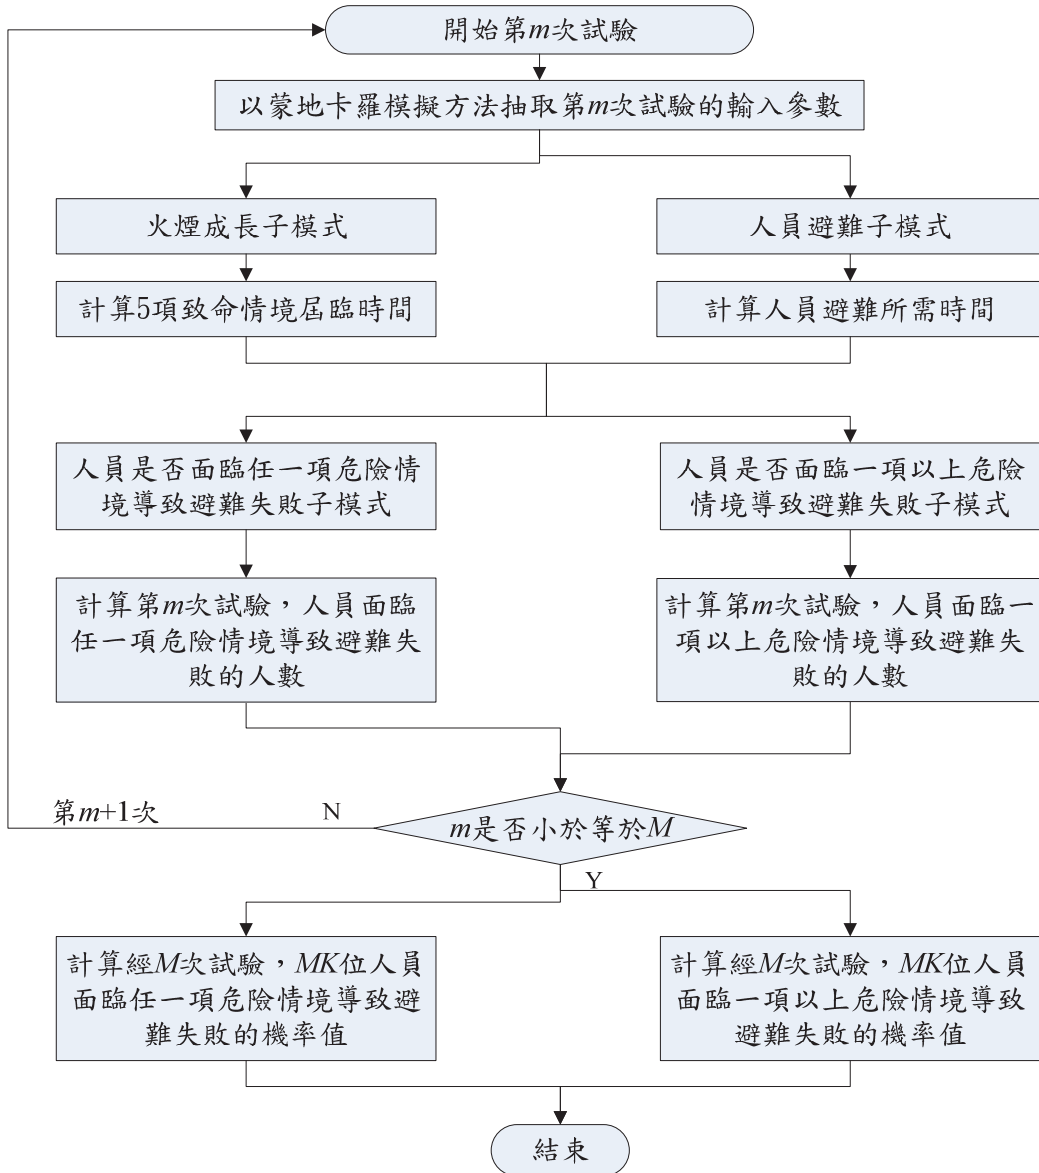 開始第m次試驗
以蒙地卡羅模擬方法抽取第m次試驗的輸入參數
火煙成長子模式
人員避難子模式
計算5項致命情境屆臨時間
計算人員避難所需時間
人員是否面臨任一項危險情
境導致避難失敗子模式
人員是否面臨一項以上危險
情境導致避難失敗子模式
計算第m次試驗，人員面臨
任一項危險情境導致避難失
敗的人數
計算第m次試驗，人員面臨一
項以上危險情境導致避難失
敗的人數
第m+1次
N
m是否小於等於M
Y
計算經M次試驗，MK位人員
面臨任一項危險情境導致避
難失敗的機率值
計算經M次試驗，MK位人員
面臨一項以上危險情境導致
避難失敗的機率值
結束